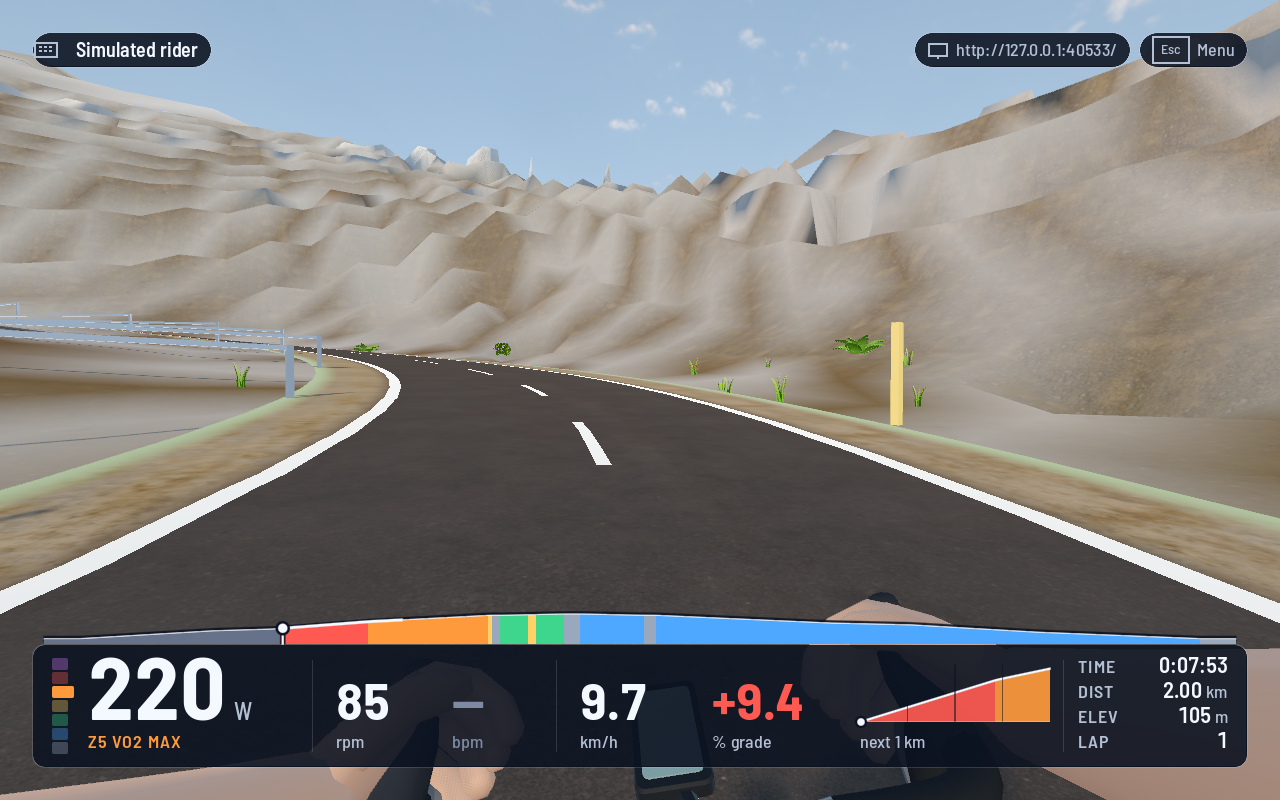 Simulated rider
http://127.0.0.1:40533/
Esc Menu
220 W
Z5 VO2 MAX
85
rpm
—
bpm
9.7
km/h
+9.4
% grade
next 1 km
TIME 0:07:53
DIST 2.00 km
ELEV 105 m
LAP 1